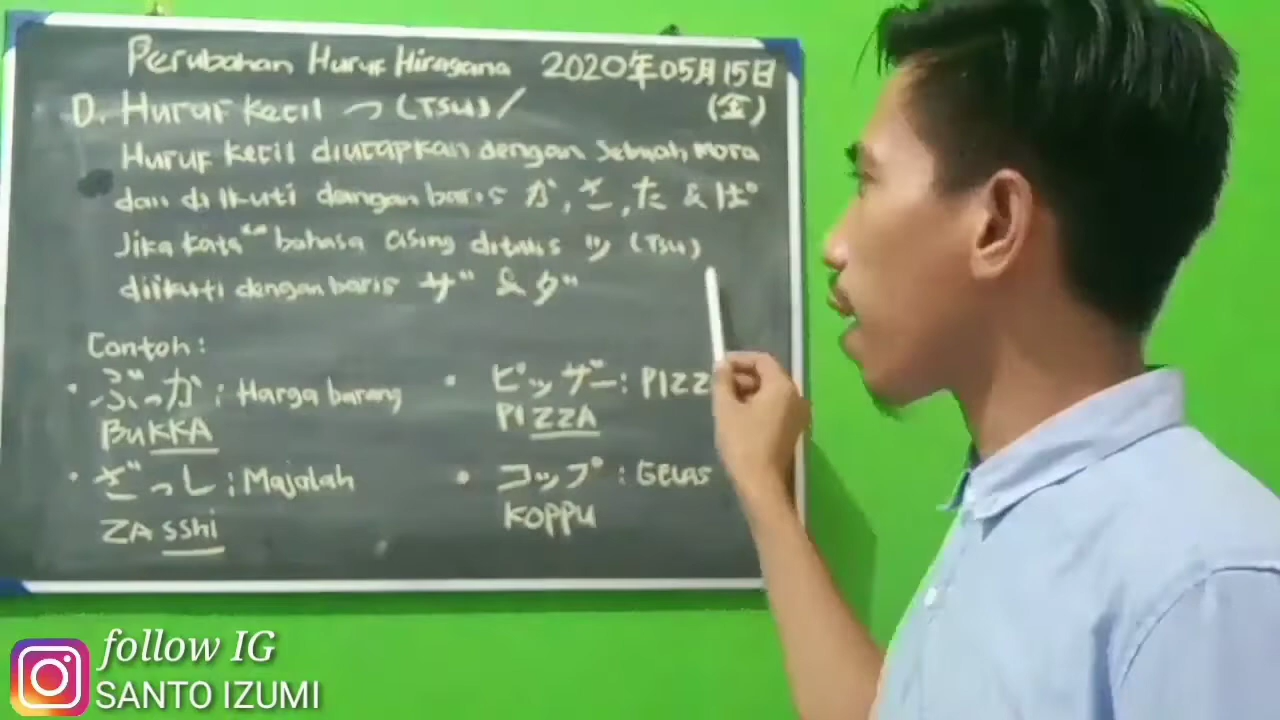 Perubahan Huruf Hiragana 2020年05月15日
D. Huruf kecil っ (TSU) / (金)
Huruf kecil diucapkan dengan sebuah mora
dan diikuti dengan baris か, さ, た & ぱ
Jika kata bahasa asing ditulis ッ (TSU)
diikuti dengan baris ザ & ダ
Contoh:
• ぶっか : Harga barang
BUKKA
• ざっし : Majalah
ZASSHI
• ピッザー : PIZZ
PIZZA
• コップ : GELAS
KOPPU
follow IG
SANTO IZUMI